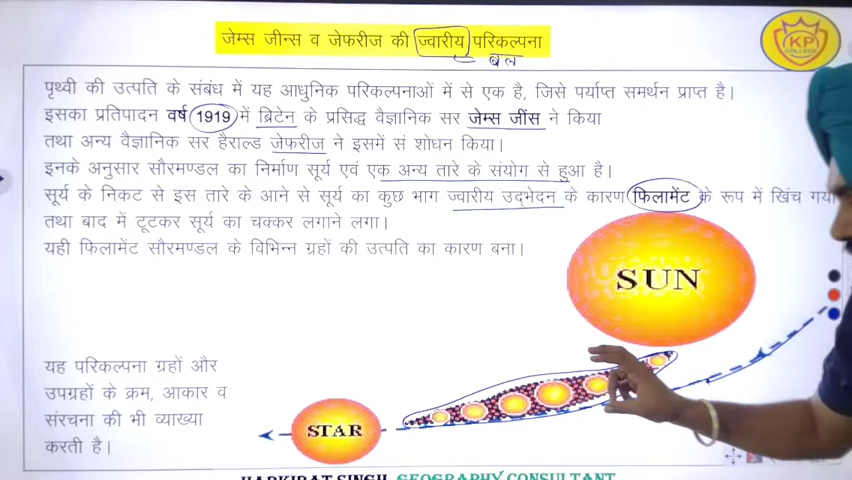 जेम्स जीन्स व जेफरीज की ज्वारीय परिकल्पना
बल
KP
COLLEGE
पृथ्वी की उत्पति के संबंध में यह आधुनिक परिकल्पनाओं में से एक है, जिसे पर्याप्त समर्थन प्राप्त है।
इसका प्रतिपादन वर्ष 1919 में ब्रिटेन के प्रसिद्ध वैज्ञानिक सर जेम्स जींस ने किया
तथा अन्य वैज्ञानिक सर हैराल्ड जेफरीज ने इसमें सं शोधन किया।
इनके अनुसार सौरमण्डल का निर्माण सूर्य एवं एक अन्य तारे के संयोग से हुआ है।
सूर्य के निकट से इस तारे के आने से सूर्य का कुछ भाग ज्वारीय उद्भेदन के कारण फिलामेंट के रूप में खिंच गया
तथा बाद में टूटकर सूर्य का चक्कर लगाने लगा।
यही फिलामेंट सौरमण्डल के विभिन्न ग्रहों की उत्पति का कारण बना।
SUN
यह परिकल्पना ग्रहों और
उपग्रहों के क्रम, आकार व
संरचना की भी व्याख्या
करती है।
STAR
HARKIRAT SINGH GEOGRAPHY CONSULTANT